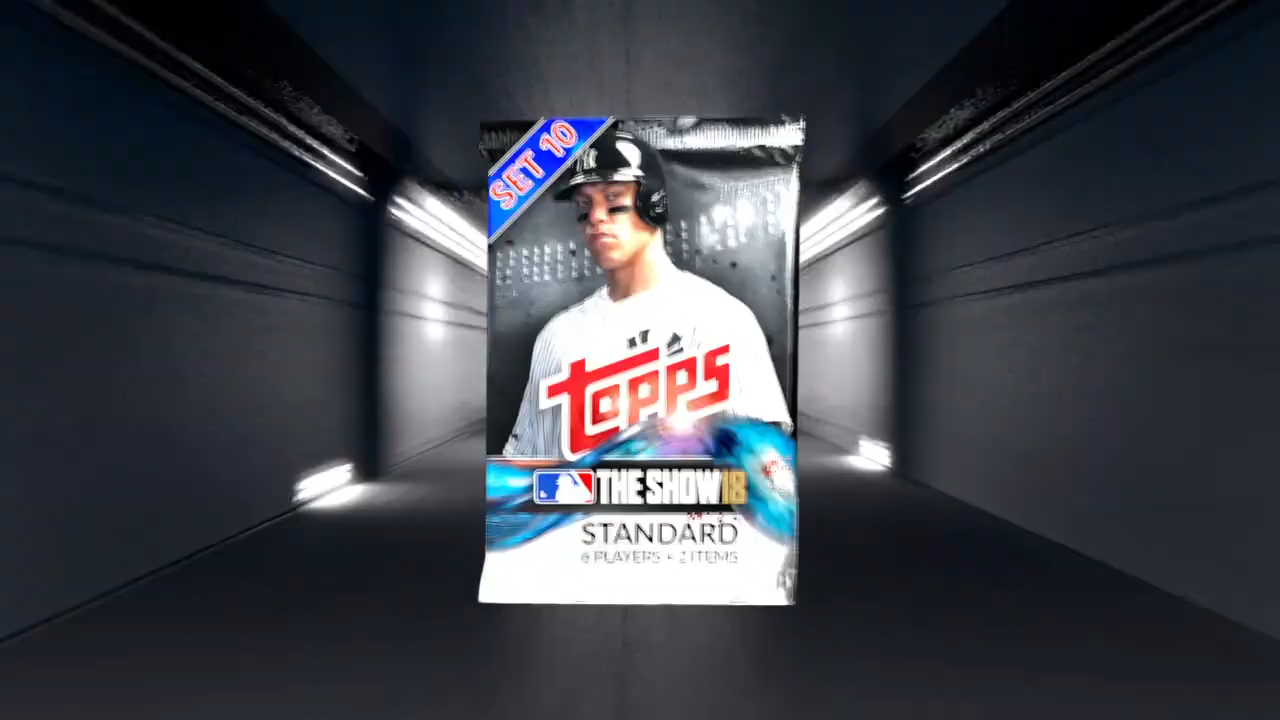 SET 10
TOPPS
THE SHOW 18
STANDARD
6 PLAYERS + 2 ITEMS